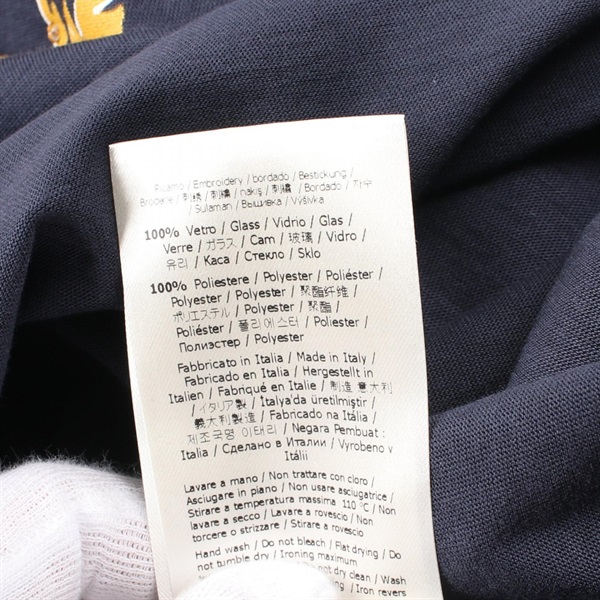 Ricamo / Embroidery / bordado / Bestickung /
Broderie / 刺绣 / 刺繍 / nakış / 刺繡 / Bordado / 자수
/ Sulaman / Вышивка / Výšivka
100% Vetro / Glass / Vidrio / Glas /
Verre / ガラス / Cam / 玻璃 / Vidro /
유리 / Kaca / Стекло / Sklo
100% Poliestere / Polyester / Poliéster /
Polyester / Polyester / 聚酯纤维 /
ポリエステル / Polyester / 聚酯 /
Poliéster / 폴리에스터 / Poliester /
Полиэстер / Polyester
Fabbricato in Italia / Made in Italy /
Fabricado en Italia / Hergestellt in
Italien / Fabriqué en Italie / 制造 意大利
/ イタリア製 / İtalya'da üretilmiştir /
義大利製造 / Fabricado na Itália /
제조국명 이태리 / Negara Pembuat :
Italia / Сделано в Италии / Vyrobeno v
Itálii
Lavare a mano / Non trattare con cloro /
Asciugare in piano / Non usare asciugatrice /
Stirare a temperatura massima 110 °C / Non
lavare a secco / Lavare a rovescio / Non
torcere o strizzare / Stirare a rovescio
Hand wash / Do not bleach / Flat drying / Do
not tumble dry / Ironing maximum
not dry clean / Wash
ing / Iron revers